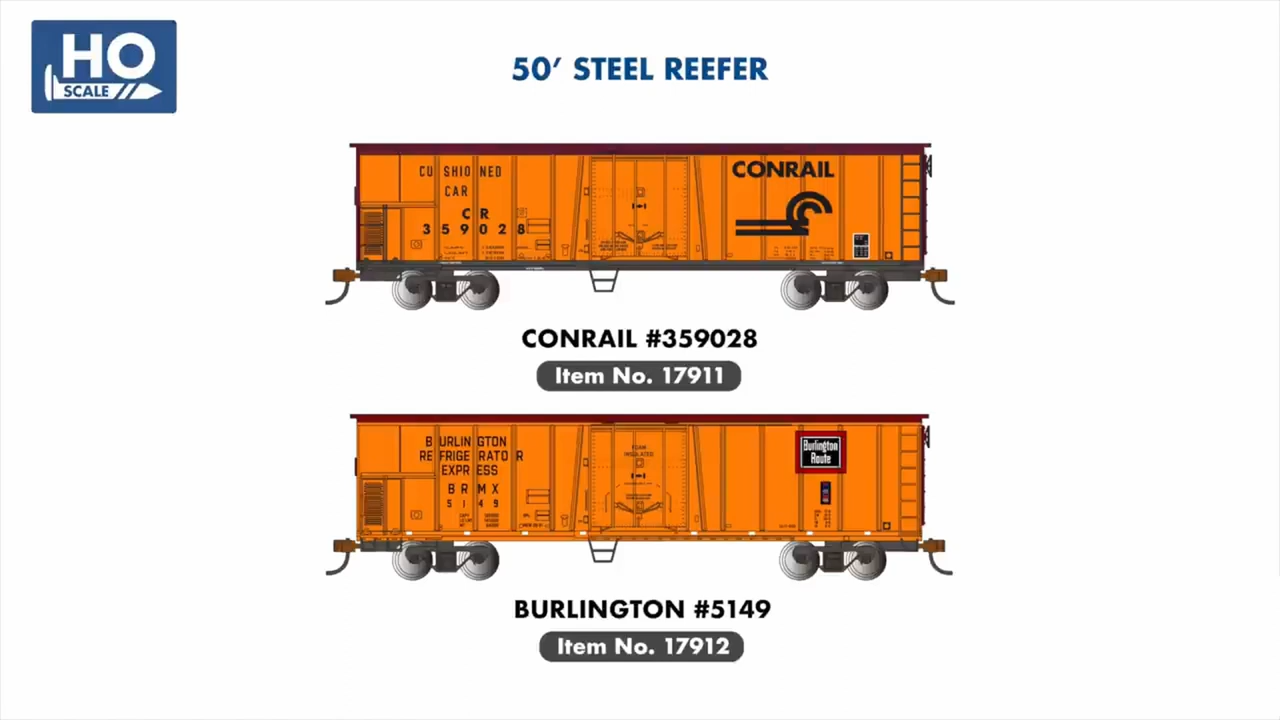 HO
SCALE
50′ STEEL REEFER
CUSHIONED
CAR
CR
359028
CONRAIL
CONRAIL #359028
Item No. 17911
BURLINGTON
REFRIGERATOR
EXPRESS
BRMX
5149
FOAM
INSULATED
Burlington
Route
BURLINGTON #5149
Item No. 17912